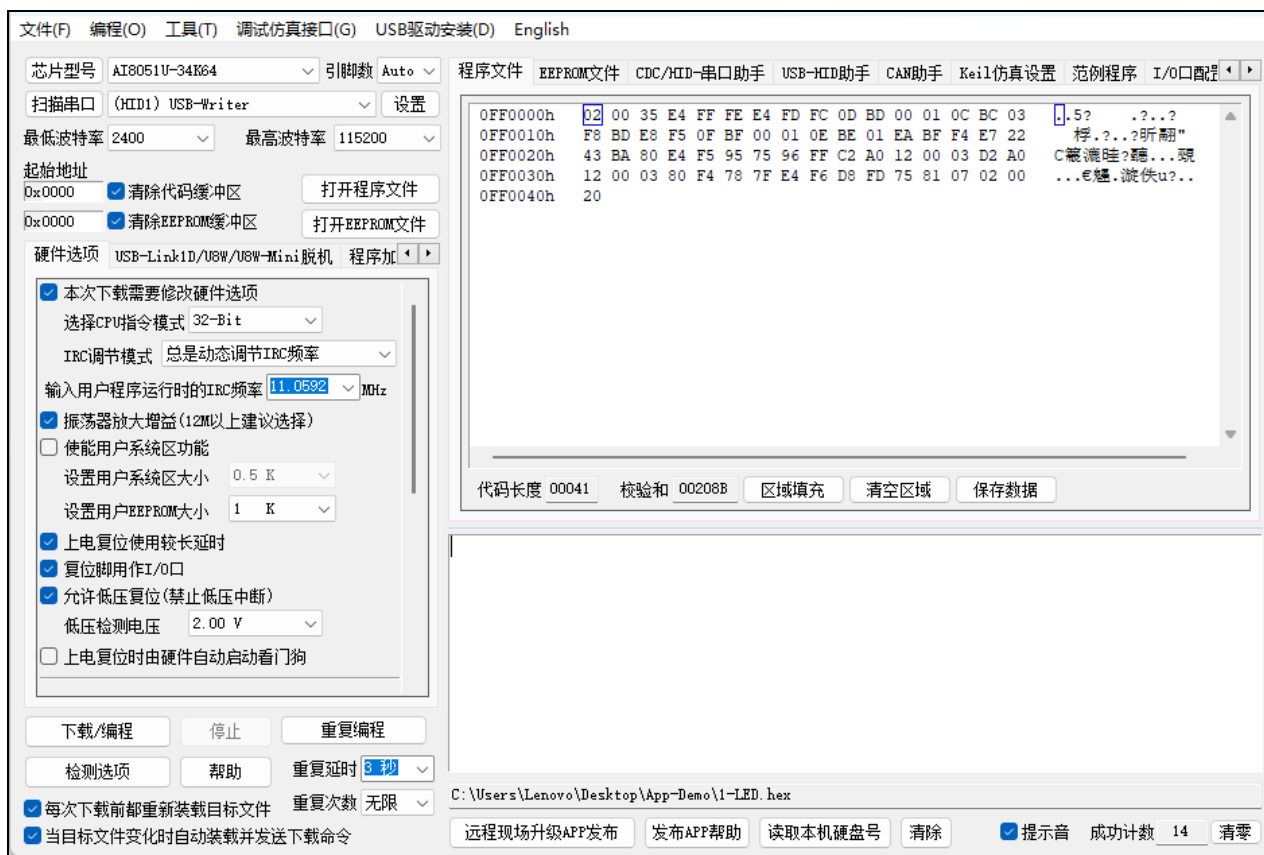 文件(F) 编程(O) 工具(T) 调试仿真接口(G) USB驱动安装(D) English
芯片型号 AI8051U-34K64 引脚数 Auto
扫描串口 (HID1) USB-Writer 设置
最低波特率 2400 最高波特率 115200
起始地址
0x0000 清除代码缓冲区 打开程序文件
0x0000 清除EEPROM缓冲区 打开EEPROM文件
硬件选项 USB-Link1D/U8W/U8W-Mini脱机 程序加
本次下载需要修改硬件选项
选择CPU指令模式 32-Bit
IRC调节模式 总是动态调节IRC频率
输入用户程序运行时的IRC频率 11.0592 MHz
振荡器放大增益(12M以上建议选择)
使能用户系统区功能
设置用户系统区大小 0.5 K
设置用户EEPROM大小 1 K
上电复位使用较长延时
复位脚用作I/O口
允许低压复位(禁止低压中断)
低压检测电压 2.00 V
上电复位时由硬件自动启动看门狗
下载/编程 停止 重复编程
检测选项 帮助 重复延时 3 秒
每次下载前都重新装载目标文件 重复次数 无限
当目标文件变化时自动装载并发送下载命令
程序文件 EEPROM文件 CDC/HID-串口助手 USB-HID助手 CAN助手 Keil仿真设置 范例程序 I/O口配
0FF0000h 02 00 35 E4 FF FE E4 FD FC 0D BD 00 01 0C BC 03 ..5? .?..?
0FF0010h F8 BD E8 F5 0F BF 00 01 0E BE 01 EA BF F4 E7 22
0FF0020h 43 BA 80 E4 F5 95 75 96 FF C2 A0 12 00 03 D2 A0
0FF0030h 12 00 03 80 F4 78 7F E4 F6 D8 FD 75 81 07 02 00
0FF0040h 20
代码长度 00041 校验和 00208B 区域填充 清空区域 保存数据
C:\Users\Lenovo\Desktop\App-Demo\1-LED.hex
远程现场升级APP发布 发布APP帮助 读取本机硬盘号 清除 提示音 成功计数 14 清零